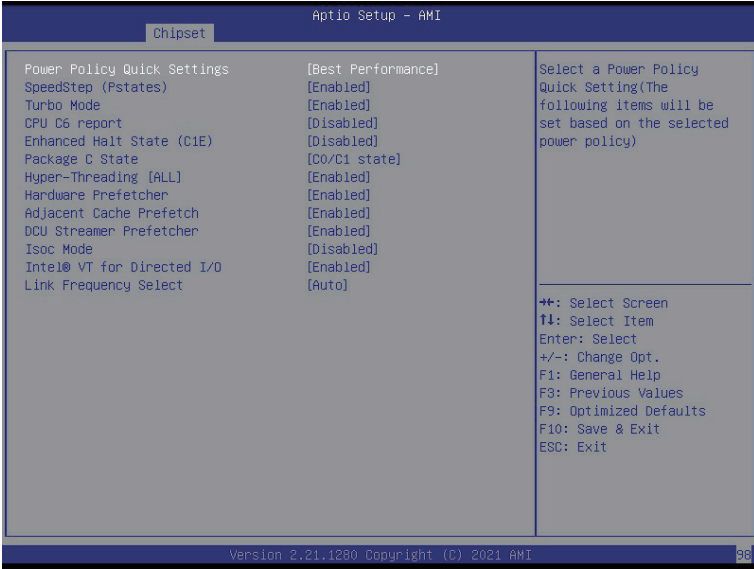 Aptio Setup – AMI
Chipset
Power Policy Quick Settings [Best Performance]
SpeedStep (Pstates) [Enabled]
Turbo Mode [Enabled]
CPU C6 report [Disabled]
Enhanced Halt State (C1E) [Disabled]
Package C State [C0/C1 state]
Hyper-Threading [ALL] [Enabled]
Hardware Prefetcher [Enabled]
Adjacent Cache Prefetch [Enabled]
DCU Streamer Prefetcher [Enabled]
Isoc Mode [Disabled]
Intel® VT for Directed I/O [Enabled]
Link Frequency Select [Auto]
Select a Power Policy
Quick Setting(The
following items will be
set based on the selected
power policy)
→←: Select Screen
↑↓: Select Item
Enter: Select
+/-: Change Opt.
F1: General Help
F3: Previous Values
F9: Optimized Defaults
F10: Save & Exit
ESC: Exit
Version 2.21.1280 Copyright (C) 2021 AMI
98